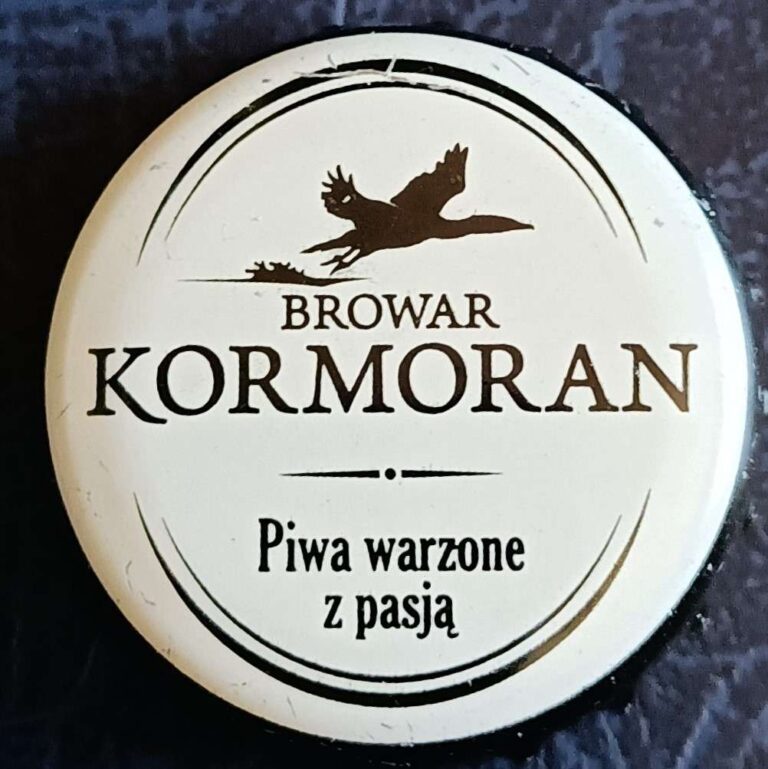 BROWAR
KORMORAN
Piwa warzone
z pasją